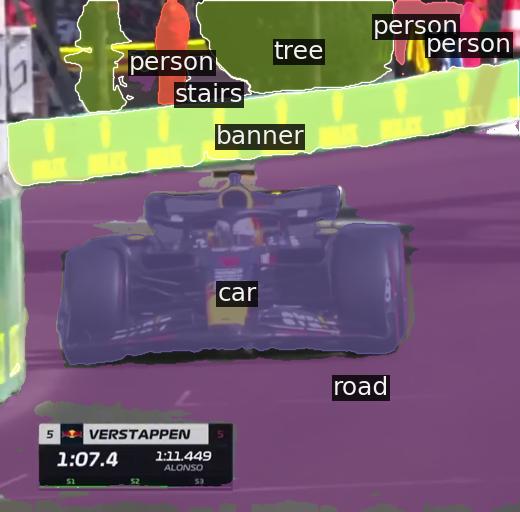 person
person
person
tree
stairs
banner
car
road
5 VERSTAPPEN 5
1:07.4 1:11.449
ALONSO
S1 S2 S3